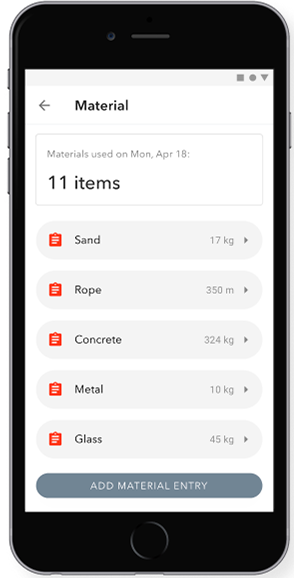 Material
Materials used on Mon, Apr 18:
11 items
Sand 17 kg
Rope 350 m
Concrete 324 kg
Metal 10 kg
Glass 45 kg
ADD MATERIAL ENTRY